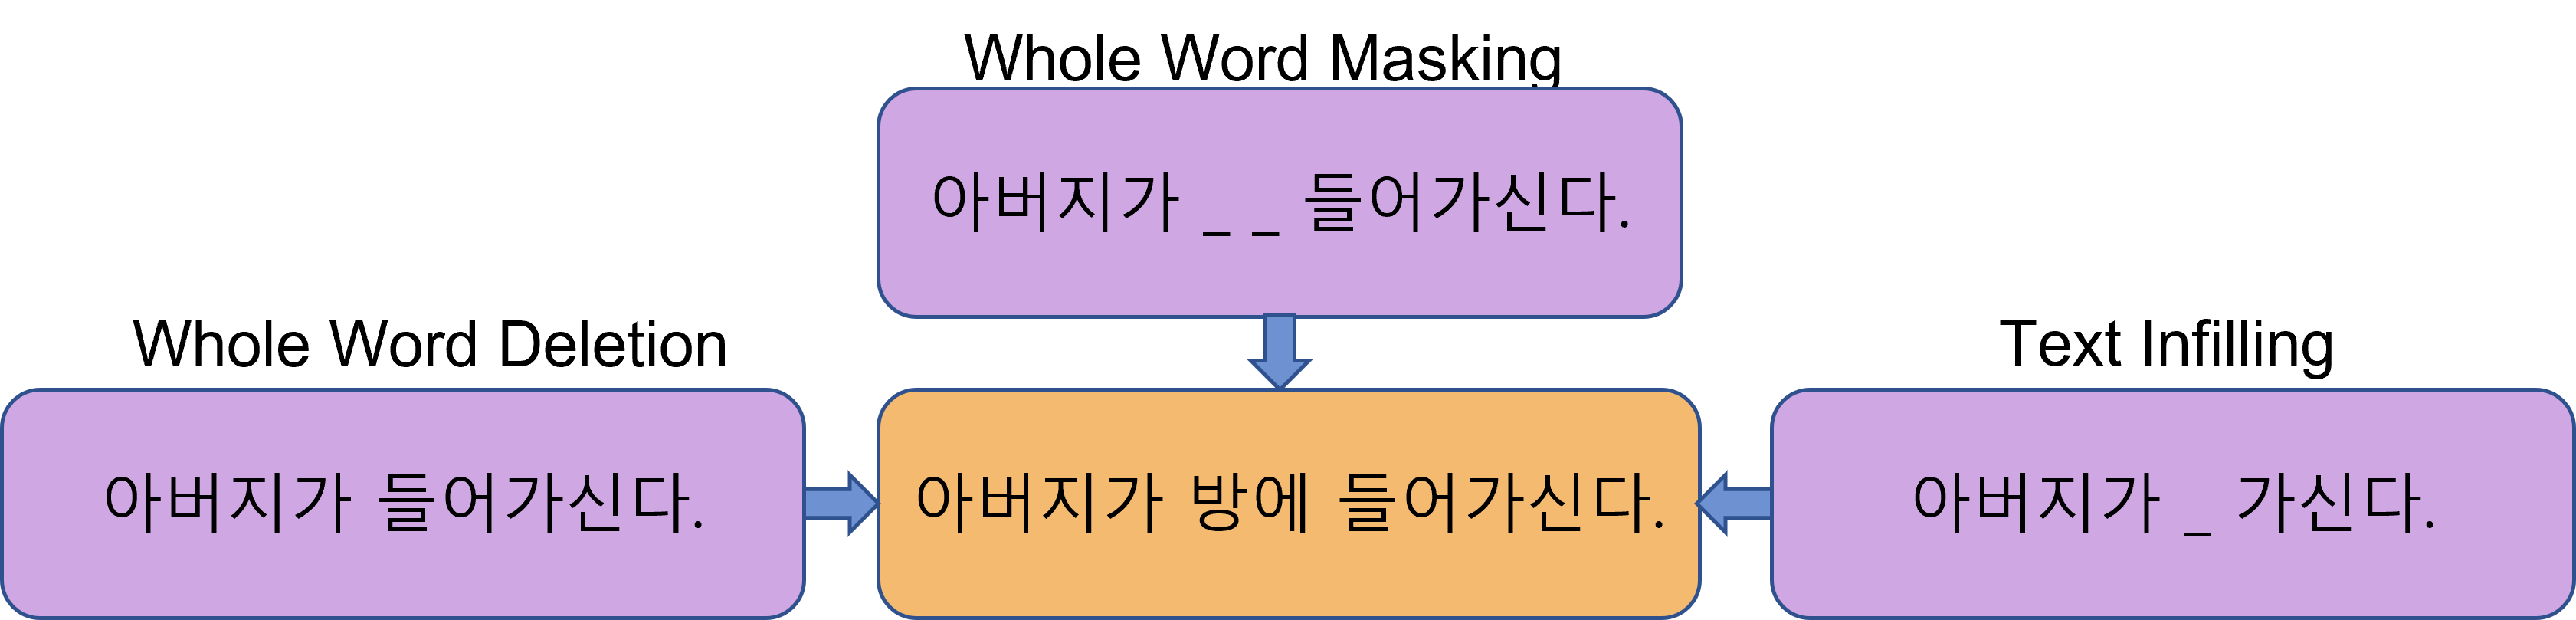 Whole Word Masking
아버지가 _ _ 들어가신다.
Whole Word Deletion
아버지가 들어가신다.
아버지가 방에 들어가신다.
Text Infilling
아버지가 _ 가신다.